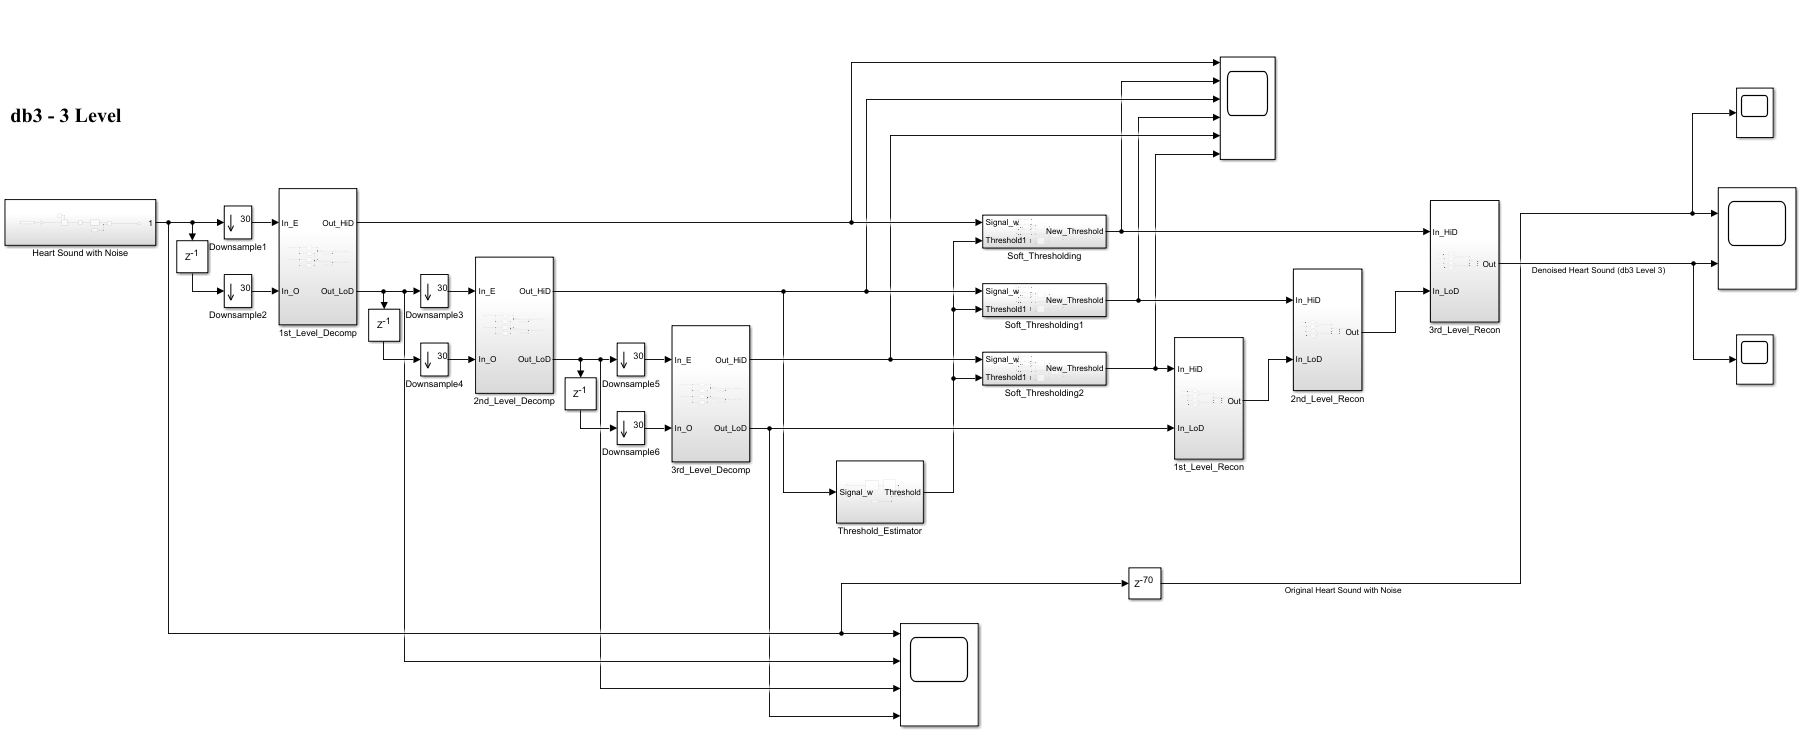 db3 - 3 Level
1
Heart Sound with Noise
Z-1
30
Downsample1
30
Downsample2
In_E
Out_HiD
In_O
Out_LoD
1st_Level_Decomp
Z-1
30
Downsample3
30
Downsample4
In_E
Out_HiD
In_O
Out_LoD
2nd_Level_Decomp
Z-1
30
Downsample5
30
Downsample6
In_E
Out_HiD
In_O
Out_LoD
3rd_Level_Decomp
Signal_w
Threshold
Threshold_Estimator
Signal_w
Threshold1
New_Threshold
Soft_Thresholding
Signal_w
Threshold1
New_Threshold
Soft_Thresholding1
Signal_w
Threshold1
New_Threshold
Soft_Thresholding2
In_HiD
Out
In_LoD
1st_Level_Recon
In_HiD
Out
In_LoD
2nd_Level_Recon
In_HiD
Out
In_LoD
3rd_Level_Recon
Denoised Heart Sound (db3 Level 3)
Z-70
Original Heart Sound with Noise